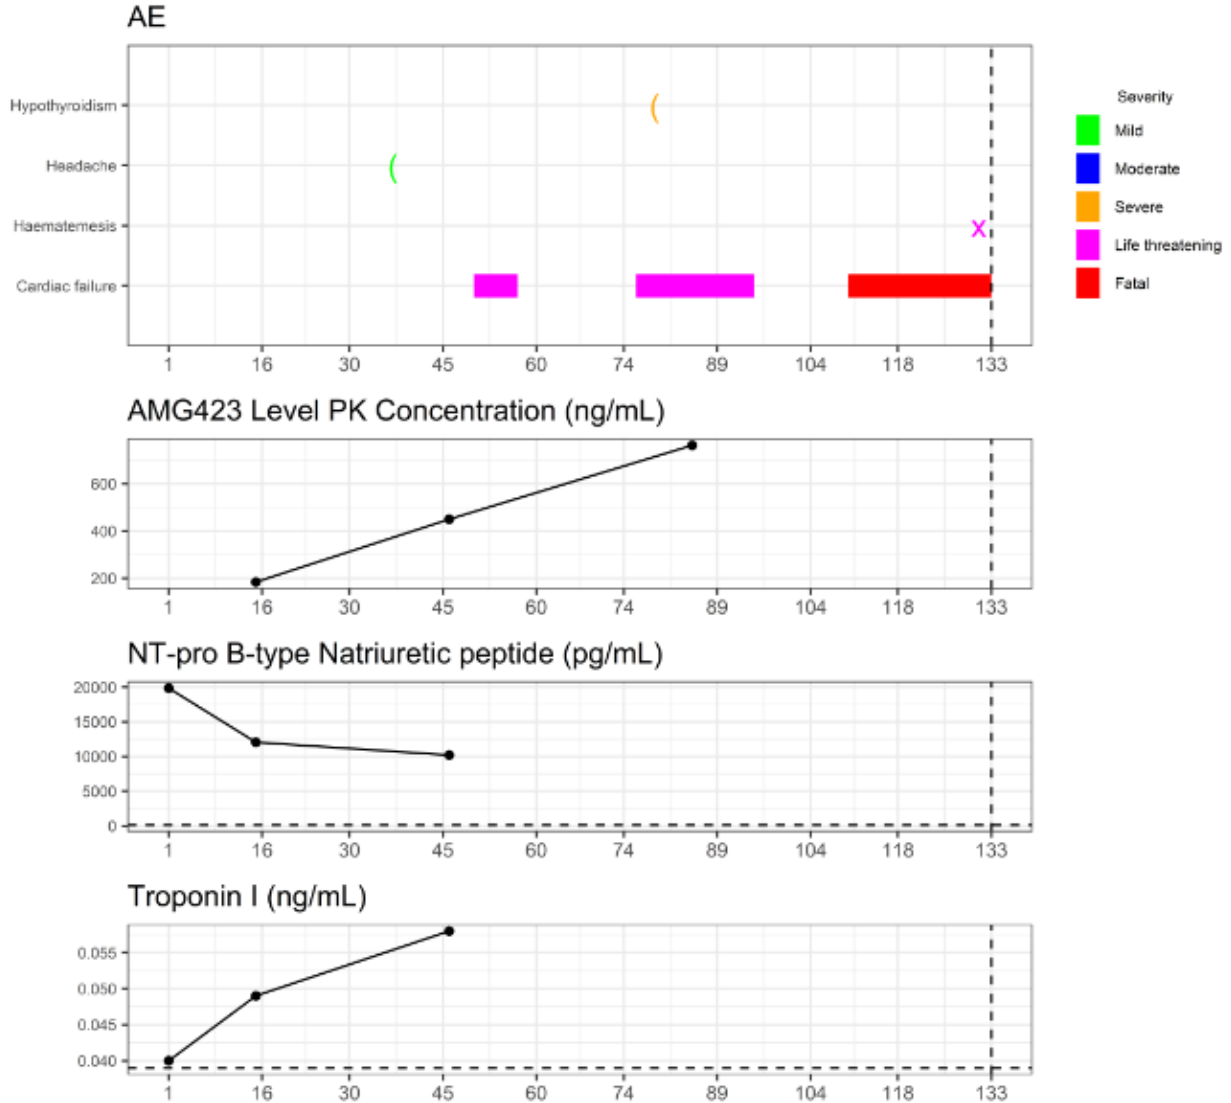 AE
Hypothyroidism
Headache
Haematemesis
Cardiac failure
1 16 30 45 60 74 89 104 118 133
Severity
Mild
Moderate
Severe
Life threatening
Fatal
AMG423 Level PK Concentration (ng/mL)
600
400
200
1 16 30 45 60 74 89 104 118 133
NT-pro B-type Natriuretic peptide (pg/mL)
20000
15000
10000
5000
0
1 16 30 45 60 74 89 104 118 133
Troponin I (ng/mL)
0.055
0.050
0.045
0.040
1 16 30 45 60 74 89 104 118 133